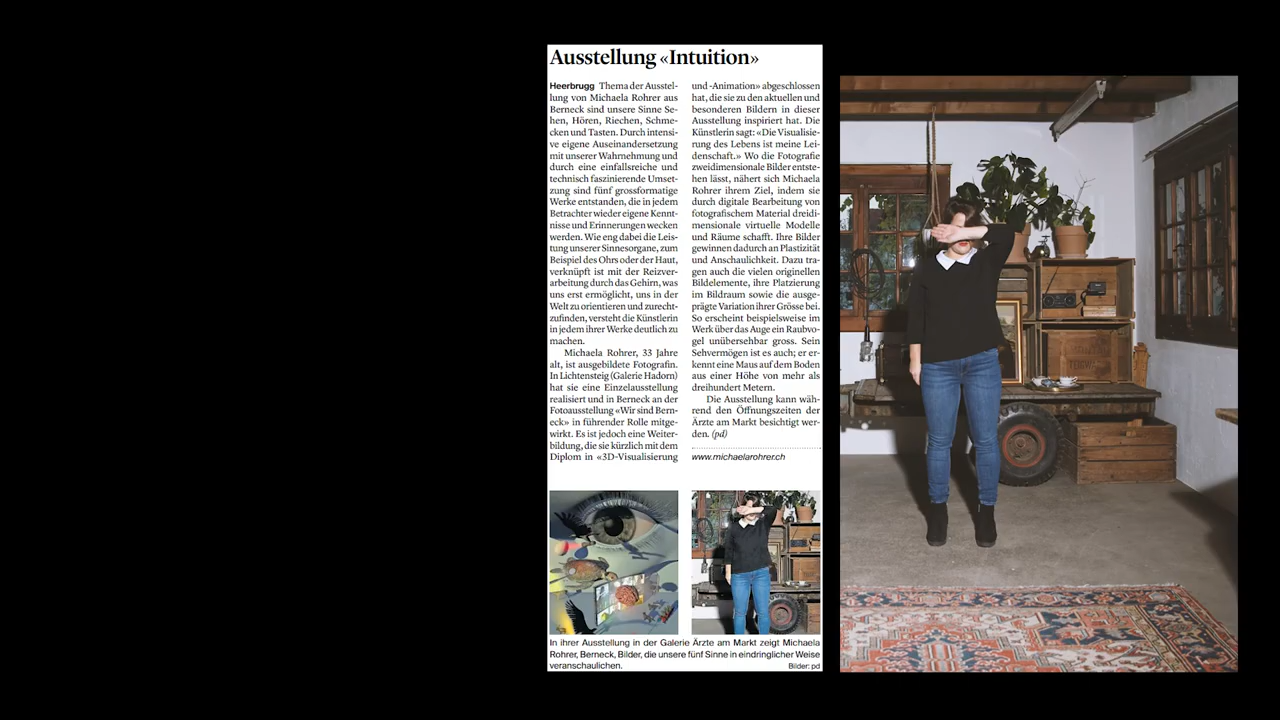 Ausstellung «Intuition»
Heerbrugg Thema der Ausstel-
lung von Michaela Rohrer aus
Berneck sind unsere Sinne Se-
hen, Hören, Riechen, Schme-
cken und Tasten. Durch intensi-
ve eigene Auseinandersetzung
mit unserer Wahrnehmung und
durch eine einfallsreiche und
technisch faszinierende Umset-
zung sind fünf grossformatige
Werke entstanden, die in jedem
Betrachter wieder eigene Kennt-
nisse und Erinnerungen wecken
werden. Wie eng dabei die Leis-
tung unserer Sinnesorgane, zum
Beispiel des Ohrs oder der Haut,
verknüpft ist mit der Reizver-
arbeitung durch das Gehirn, was
uns erst ermöglicht, uns in der
Welt zu orientieren und zurecht-
zufinden, versteht die Künstlerin
in jedem ihrer Werke deutlich zu
machen.
Michaela Rohrer, 33 Jahre
alt, ist ausgebildete Fotografin.
In Lichtensteig (Galerie Hadorn)
hat sie eine Einzelausstellung
realisiert und in Berneck an der
Fotoausstellung «Wir sind Bern-
eck» in führender Rolle mitge-
wirkt. Es ist jedoch eine Weiter-
bildung, die sie kürzlich mit dem
Diplom in «3D-Visualisierung
und -Animation» abgeschlossen
hat, die sie zu den aktuellen und
besonderen Bildern in dieser
Ausstellung inspiriert hat. Die
Künstlerin sagt: «Die Visualisie-
rung des Lebens ist meine Lei-
denschaft.» Wo die Fotografie
zweidimensionale Bilder entste-
hen lässt, nähert sich Michaela
Rohrer ihrem Ziel, indem sie
durch digitale Bearbeitung von
fotografischem Material dreidi-
mensionale virtuelle Modelle
und Räume schafft. Ihre Bilder
gewinnen dadurch an Plastizität
und Anschaulichkeit. Dazu tra-
gen auch die vielen originellen
Bildelemente, ihre Platzierung
im Bildraum sowie die ausge-
prägte Variation ihrer Grösse bei.
So erscheint beispielsweise im
Werk über das Auge ein Raubvo-
gel unübersehbar gross. Sein
Sehvermögen ist es auch; er er-
kennt eine Maus auf dem Boden
aus einer Höhe von mehr als
dreihundert Metern.
Die Ausstellung kann wäh-
rend den Öffnungszeiten der
Ärzte am Markt besichtigt wer-
den. (pd)
www.michaelarohrer.ch
In ihrer Ausstellung in der Galerie Ärzte am Markt zeigt Michaela
Rohrer, Berneck, Bilder, die unsere fünf Sinne in eindringlicher Weise
veranschaulichen. Bilder: pd